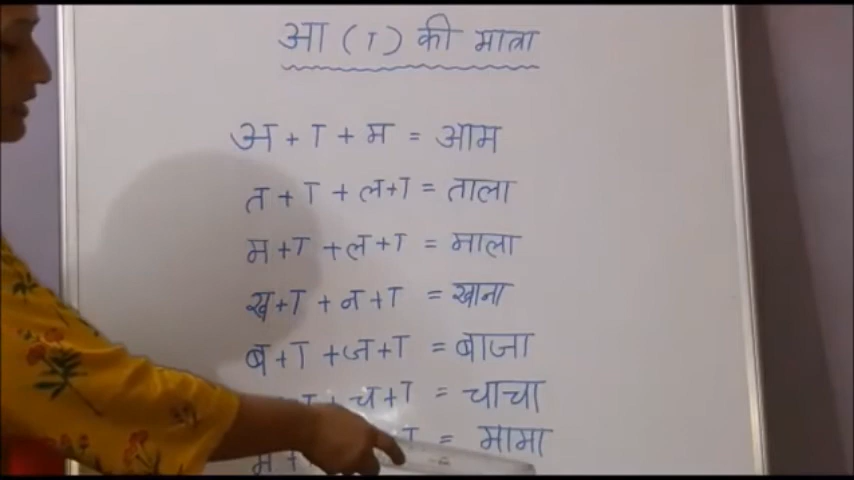 आ (ा) की मात्रा
अ + ा + म = आम
त + ा + ल + ा = ताला
म + ा + ल + ा = माला
ख + ा + न + ा = खाना
ब + ा + ज + ा = बाजा
ा + च + ा = चाचा
म + ा = मामा